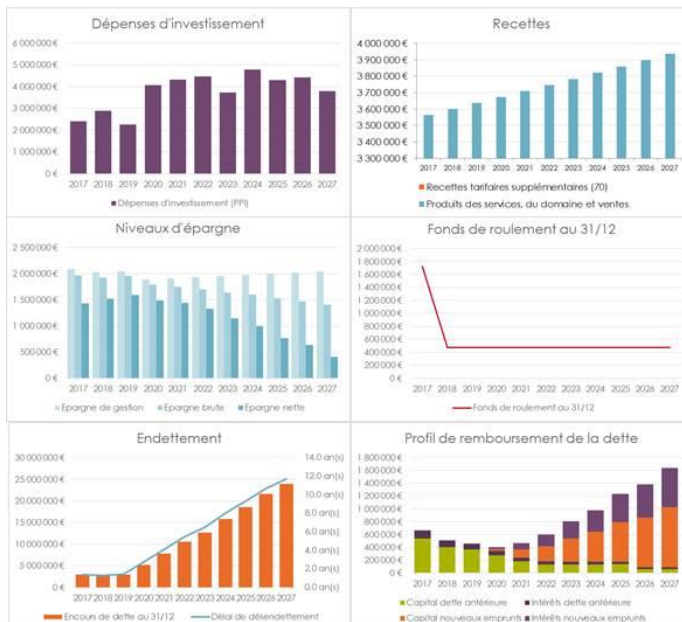 Dépenses d'investissement
6 000 000 €
5 000 000 €
4 000 000 €
3 000 000 €
2 000 000 €
1 000 000 €
0 €
2017 2018 2019 2020 2021 2022 2023 2024 2025 2026 2027
Dépenses d'investissement (PPI)
Recettes
4 000 000 €
3 900 000 €
3 800 000 €
3 700 000 €
3 600 000 €
3 500 000 €
3 400 000 €
3 300 000 €
2017 2018 2019 2020 2021 2022 2023 2024 2025 2026 2027
Recettes tarifaires supplémentaires (70)
Produits des services, du domaine et ventes
Niveaux d'épargne
2 500 000 €
2 000 000 €
1 500 000 €
1 000 000 €
500 000 €
0 €
2017 2018 2019 2020 2021 2022 2023 2024 2025 2026 2027
Epargne de gestion Epargne brute Epargne nette
Fonds de roulement au 31/12
2 000 000 €
1 800 000 €
1 600 000 €
1 400 000 €
1 200 000 €
1 000 000 €
800 000 €
600 000 €
400 000 €
200 000 €
0 €
2017 2018 2019 2020 2021 2022 2023 2024 2025 2026 2027
Fonds de roulement au 31/12
Endettement
30 000 000 €
25 000 000 €
20 000 000 €
15 000 000 €
10 000 000 €
5 000 000 €
0 €
14.0 an(s)
12.0 an(s)
10.0 an(s)
8.0 an(s)
6.0 an(s)
4.0 an(s)
2.0 an(s)
0.0 an(s)
2017 2018 2019 2020 2021 2022 2023 2024 2025 2026 2027
Encours de dette au 31/12 Délai de désendettement
Profil de remboursement de la dette
1 800 000 €
1 600 000 €
1 400 000 €
1 200 000 €
1 000 000 €
800 000 €
600 000 €
400 000 €
200 000 €
0 €
2017 2018 2019 2020 2021 2022 2023 2024 2025 2026 2027
Capital dette antérieure Intérêts dette antérieure
Capital nouveaux emprunts Intérêts nouveaux emprunts